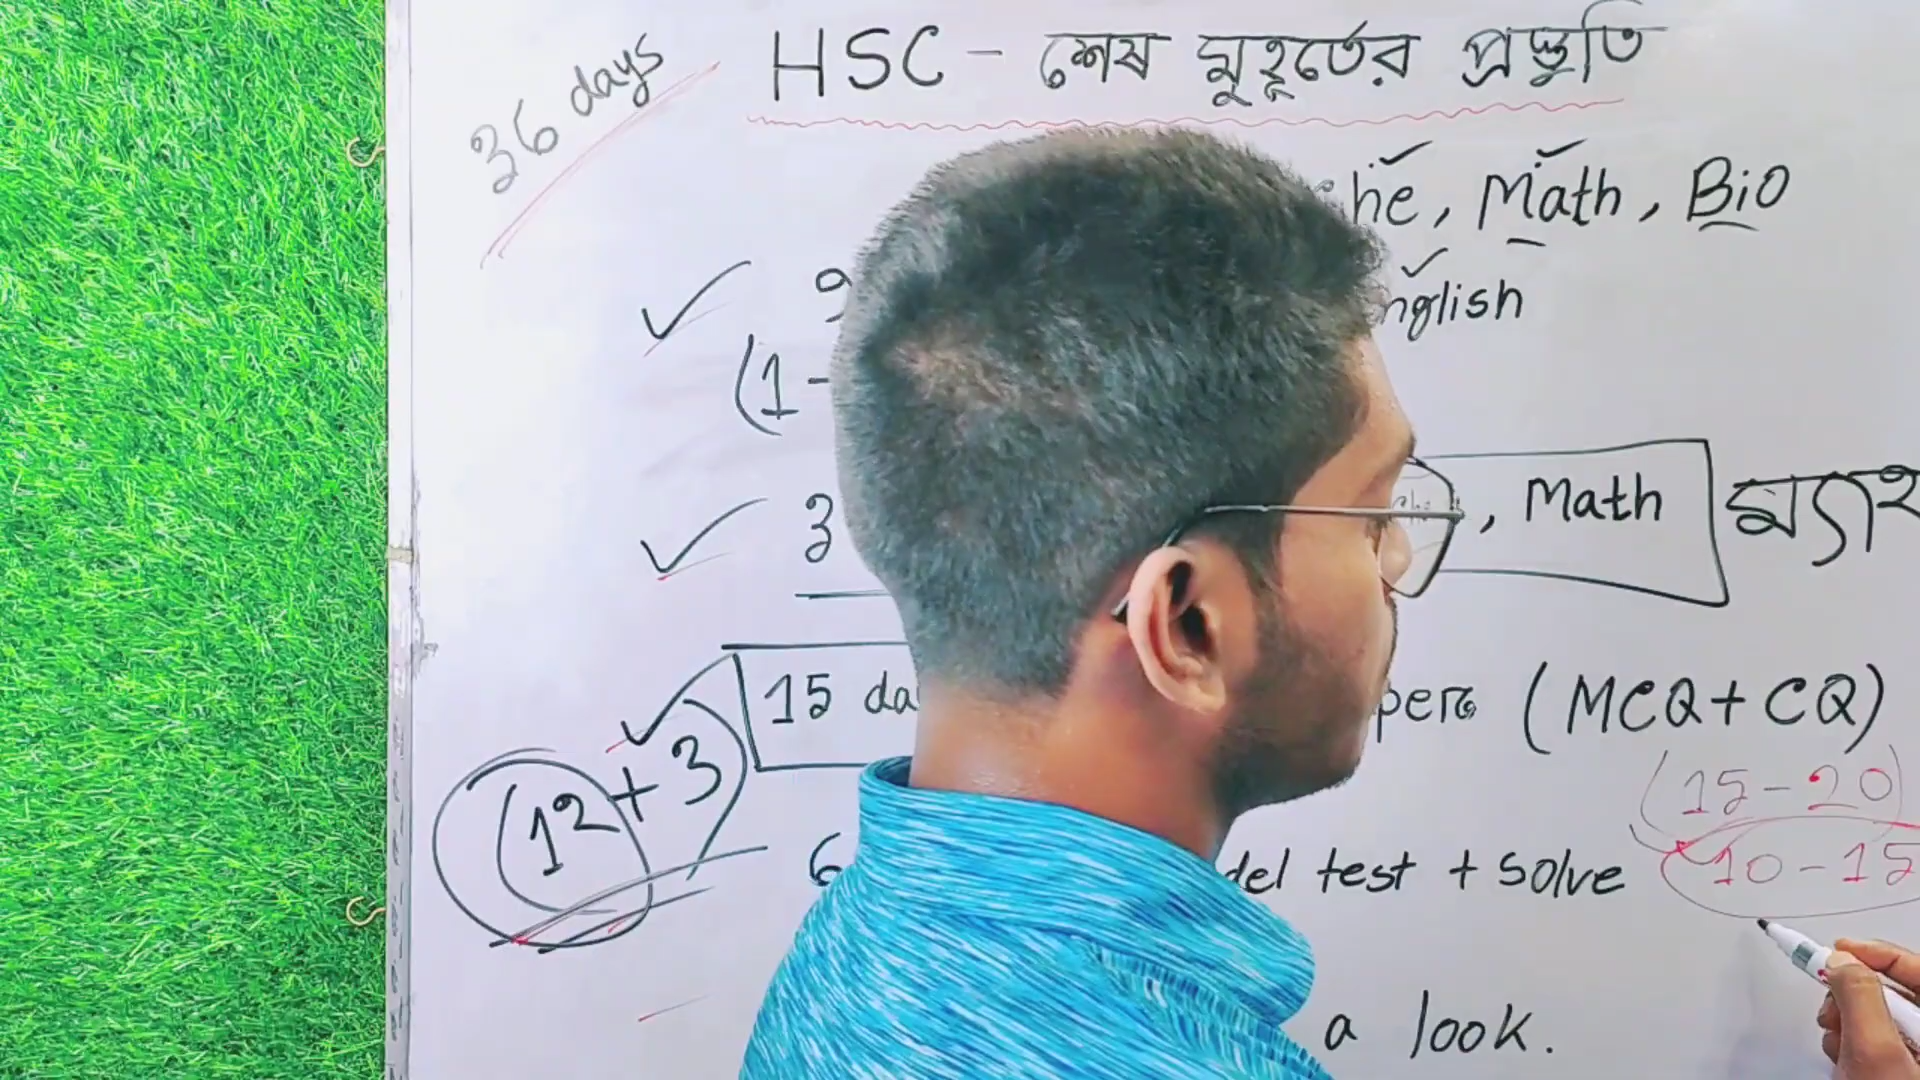 36 days
HSC - শেষ মুহূর্তের প্রস্তুতি
he, Math, Bio
9 nglish
(1 -
3 , Math ম্যাথ
15 da per (MCQ + CQ)
(12 + 3)
(15 - 20)
6 del test + solve 10 - 15
a look.